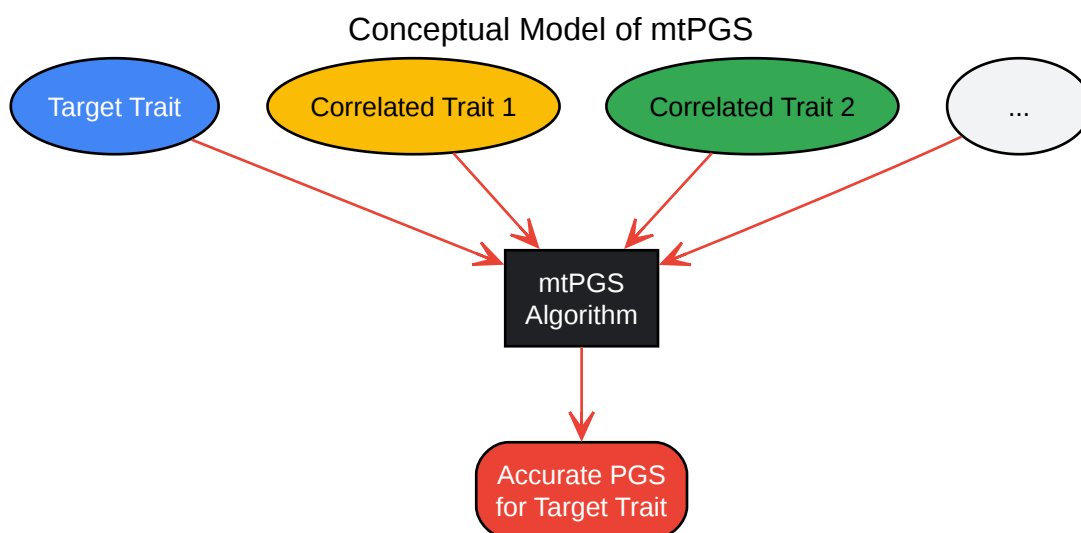 Conceptual Model of mtPGS
Target Trait
Correlated Trait 1
Correlated Trait 2
...
mtPGS
Algorithm
Accurate PGS
for Target Trait